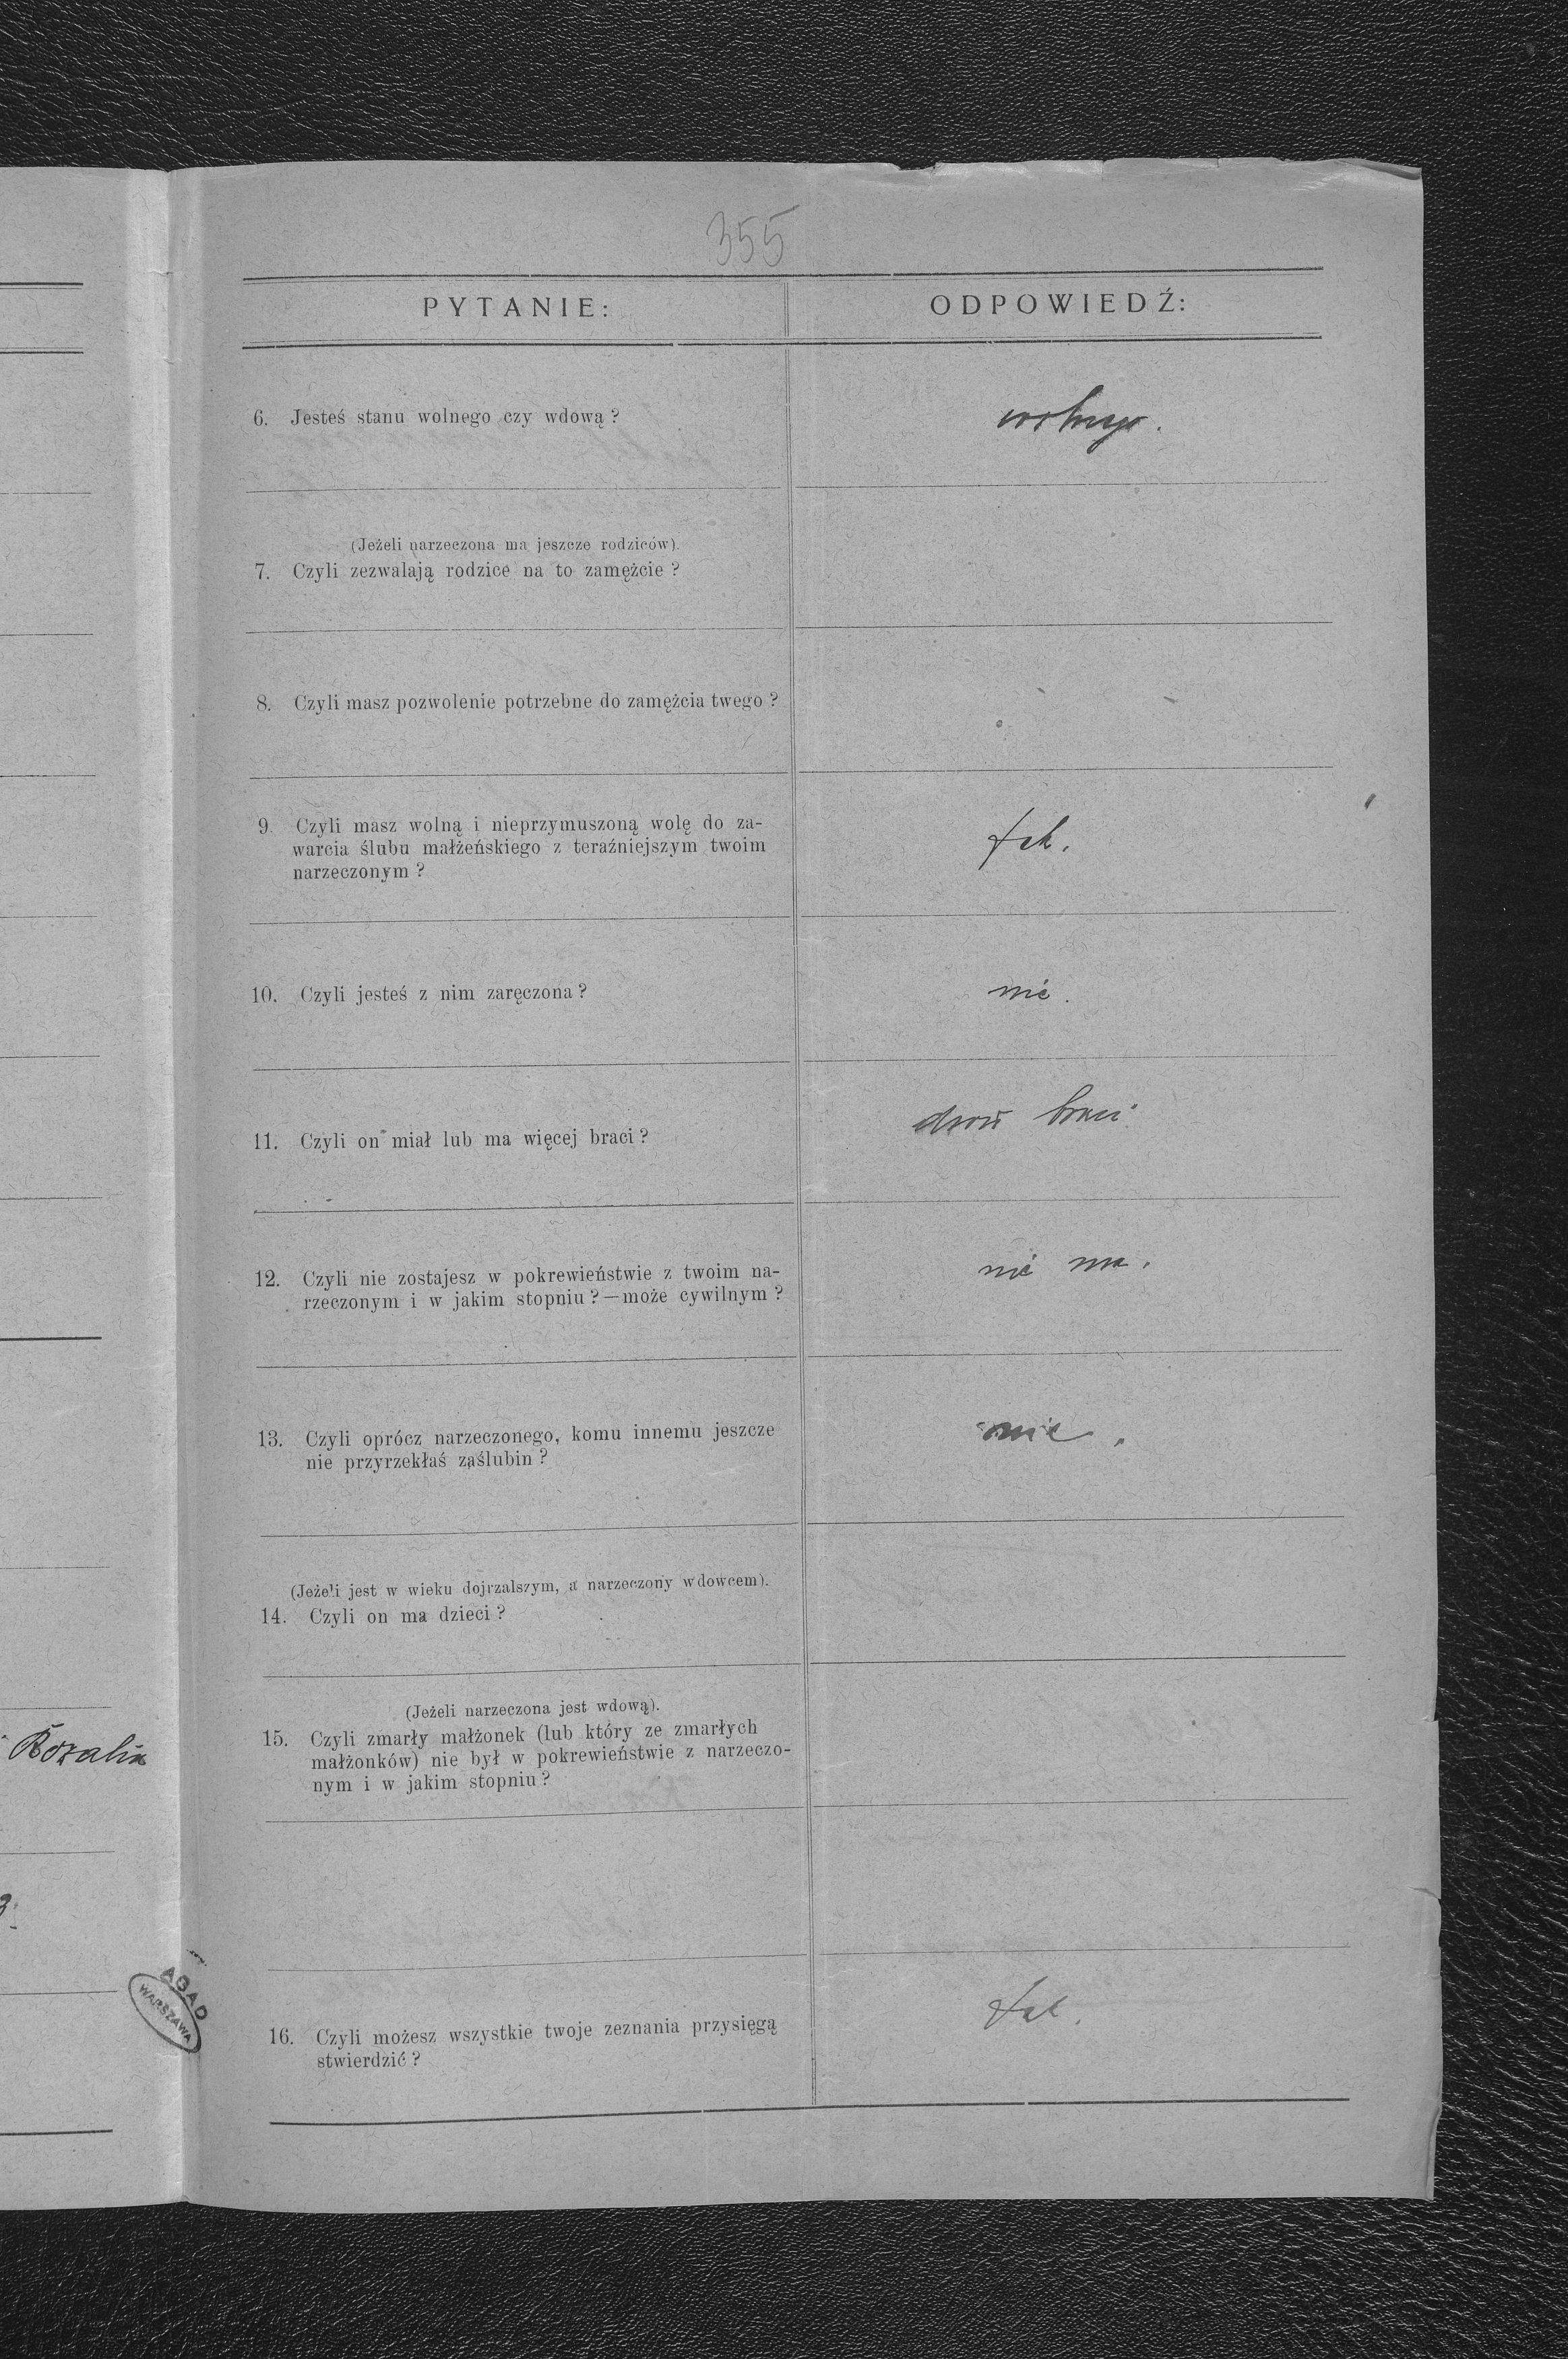 355
PYTANIE:
ODPOWIEDŹ:
6. Jesteś stanu wolnego czy wdową ?
wolnego.
(Jeżeli narzeczona ma jeszcze rodziców).
7. Czyli zezwalają rodzice na to zamężcie ?
8. Czyli masz pozwolenie potrzebne do zamężcia twego ?
9. Czyli masz wolną i nieprzymuszoną wolę do za-
warcia ślubu małżeńskiego z teraźniejszym twoim
narzeczonym ?
tak.
10. Czyli jesteś z nim zaręczona ?
nie.
11. Czyli on miał lub ma więcej braci ?
braci
12. Czyli nie zostajesz w pokrewieństwie z twoim na-
rzeczonym i w jakim stopniu ? — może cywilnym ?
nie ma.
13. Czyli oprócz narzeczonego, komu innemu jeszcze
nie przyrzekłaś zaślubin ?
nie.
(Jeżeli jest w wieku dojrzalszym, a narzeczony wdowcem).
14. Czyli on ma dzieci ?
(Jeżeli narzeczona jest wdową).
15. Czyli zmarły małżonek (lub który ze zmarłych
małżonków) nie był w pokrewieństwie z narzeczo-
nym i w jakim stopniu ?
16. Czyli możesz wszystkie twoje zeznania przysięgą
stwierdzić ?
tak.
Rozalia
3.
AGAD
WARSZAWA